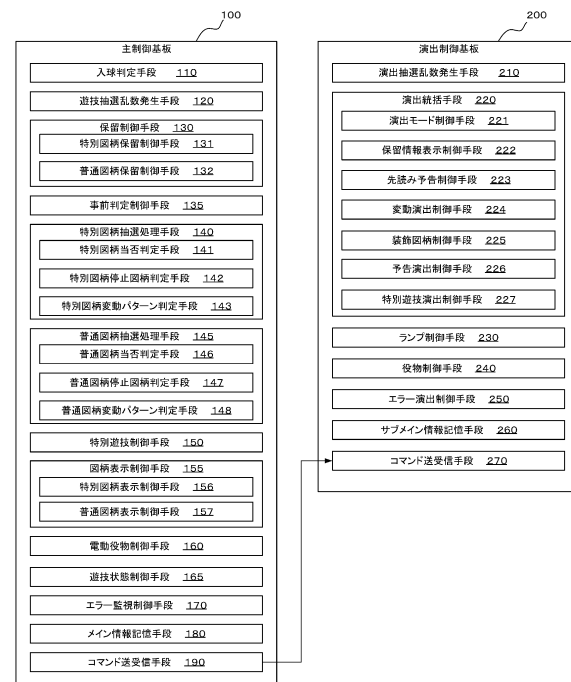 100
主制御基板
入球判定手段 110
遊技抽選乱数発生手段 120
保留制御手段 130
特別図柄保留制御手段 131
普通図柄保留制御手段 132
事前判定制御手段 135
特別図柄抽選処理手段 140
特別図柄当否判定手段 141
特別図柄停止図柄判定手段 142
特別図柄変動パターン判定手段 143
普通図柄抽選処理手段 145
普通図柄当否判定手段 146
普通図柄停止図柄判定手段 147
普通図柄変動パターン判定手段 148
特別遊技制御手段 150
図柄表示制御手段 155
特別図柄表示制御手段 156
普通図柄表示制御手段 157
電動役物制御手段 160
遊技状態制御手段 165
エラー監視制御手段 170
メイン情報記憶手段 180
コマンド送受信手段 190
200
演出制御基板
演出抽選乱数発生手段 210
演出統括手段 220
演出モード制御手段 221
保留情報表示制御手段 222
先読み予告制御手段 223
変動演出制御手段 224
装飾図柄制御手段 225
予告演出制御手段 226
特別遊技演出制御手段 227
ランプ制御手段 230
役物制御手段 240
エラー演出制御手段 250
サブメイン情報記憶手段 260
コマンド送受信手段 270